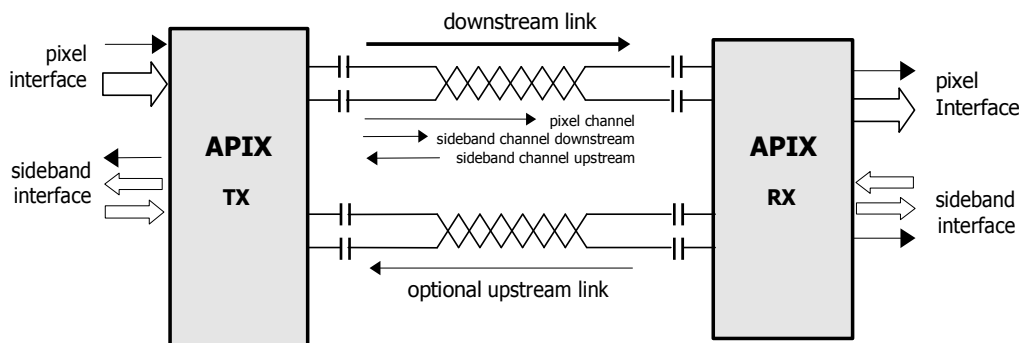 downstream link
pixel
interface
APIX
TX
sideband
interface
pixel channel
sideband channel downstream
sideband channel upstream
optional upstream link
APIX
RX
pixel
Interface
sideband
interface